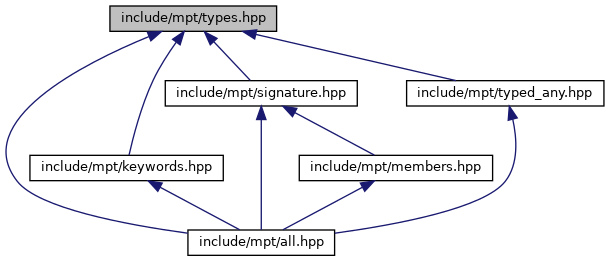 include/mpt/types.hpp
include/mpt/signature.hpp
include/mpt/typed_any.hpp
include/mpt/keywords.hpp
include/mpt/members.hpp
include/mpt/all.hpp